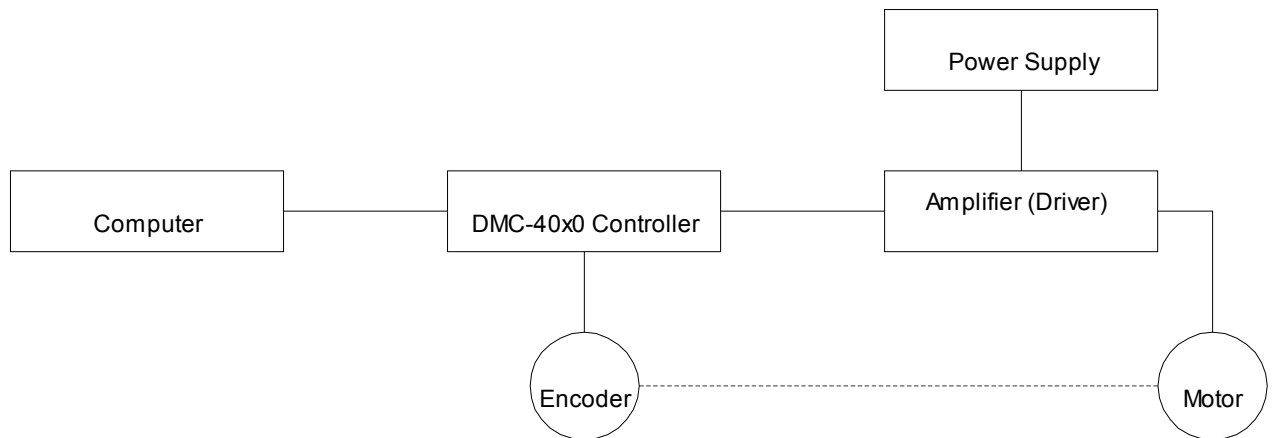 Power Supply
Computer
DMC-40x0 Controller
Amplifier (Driver)
Encoder
Motor